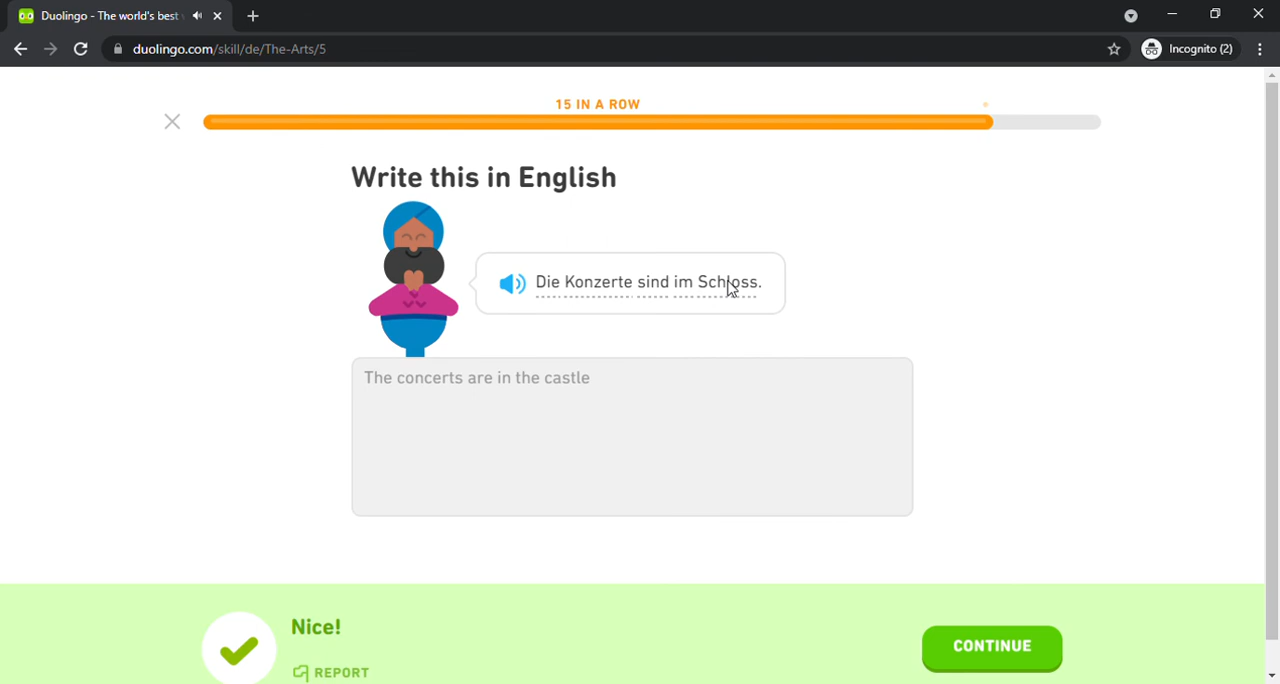 Duolingo - The world's best
duolingo.com/skill/de/The-Arts/5
Incognito (2)
15 IN A ROW
Write this in English
Die Konzerte sind im Schloss.
The concerts are in the castle
Nice!
REPORT
CONTINUE